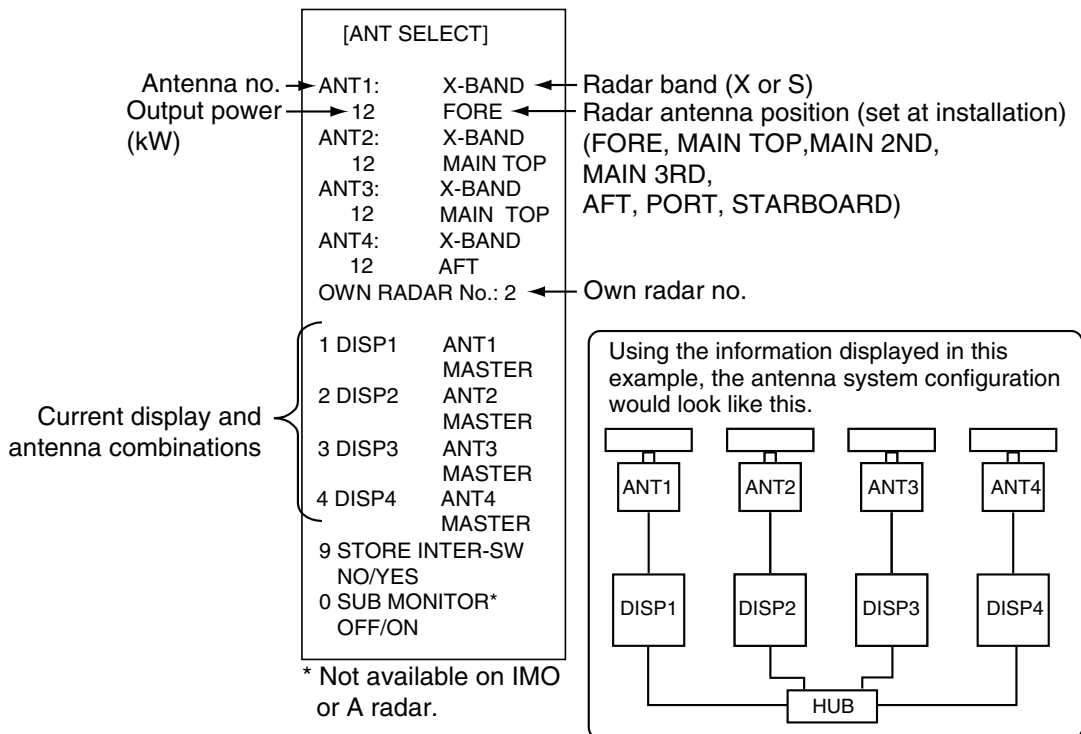 [ANT SELECT]
ANT1: X-BAND
12 FORE
ANT2: X-BAND
12 MAIN TOP
ANT3: X-BAND
12 MAIN TOP
ANT4: X-BAND
12 AFT
OWN RADAR No.: 2
1 DISP1 ANT1
MASTER
2 DISP2 ANT2
MASTER
3 DISP3 ANT3
MASTER
4 DISP4 ANT4
MASTER
9 STORE INTER-SW
NO/YES
0 SUB MONITOR*
OFF/ON
* Not available on IMO
or A radar.
Antenna no.
Output power
(kW)
Current display and
antenna combinations
Radar band (X or S)
Radar antenna position (set at installation)
(FORE, MAIN TOP,MAIN 2ND,
MAIN 3RD,
AFT, PORT, STARBOARD)
Own radar no.
Using the information displayed in this
example, the antenna system configuration
would look like this.
ANT1 ANT2 ANT3 ANT4
DISP1 DISP2 DISP3 DISP4
HUB